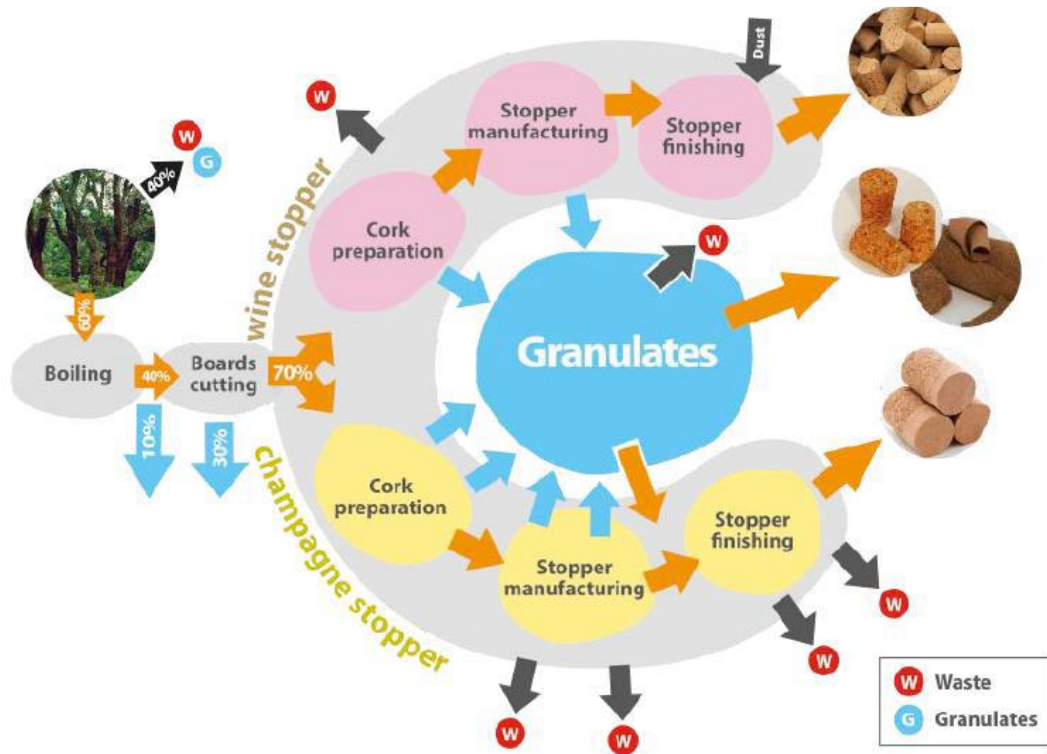 Dust
W
Stopper
manufacturing
Stopper
finishing
W
G
40%
wine stopper
Cork
preparation
W
60%
Boiling
40%
Boards
cutting
70%
Granulates
10%
30%
champagne stopper
Cork
preparation
Stopper
manufacturing
Stopper
finishing
W
W
W
W
W Waste
G Granulates